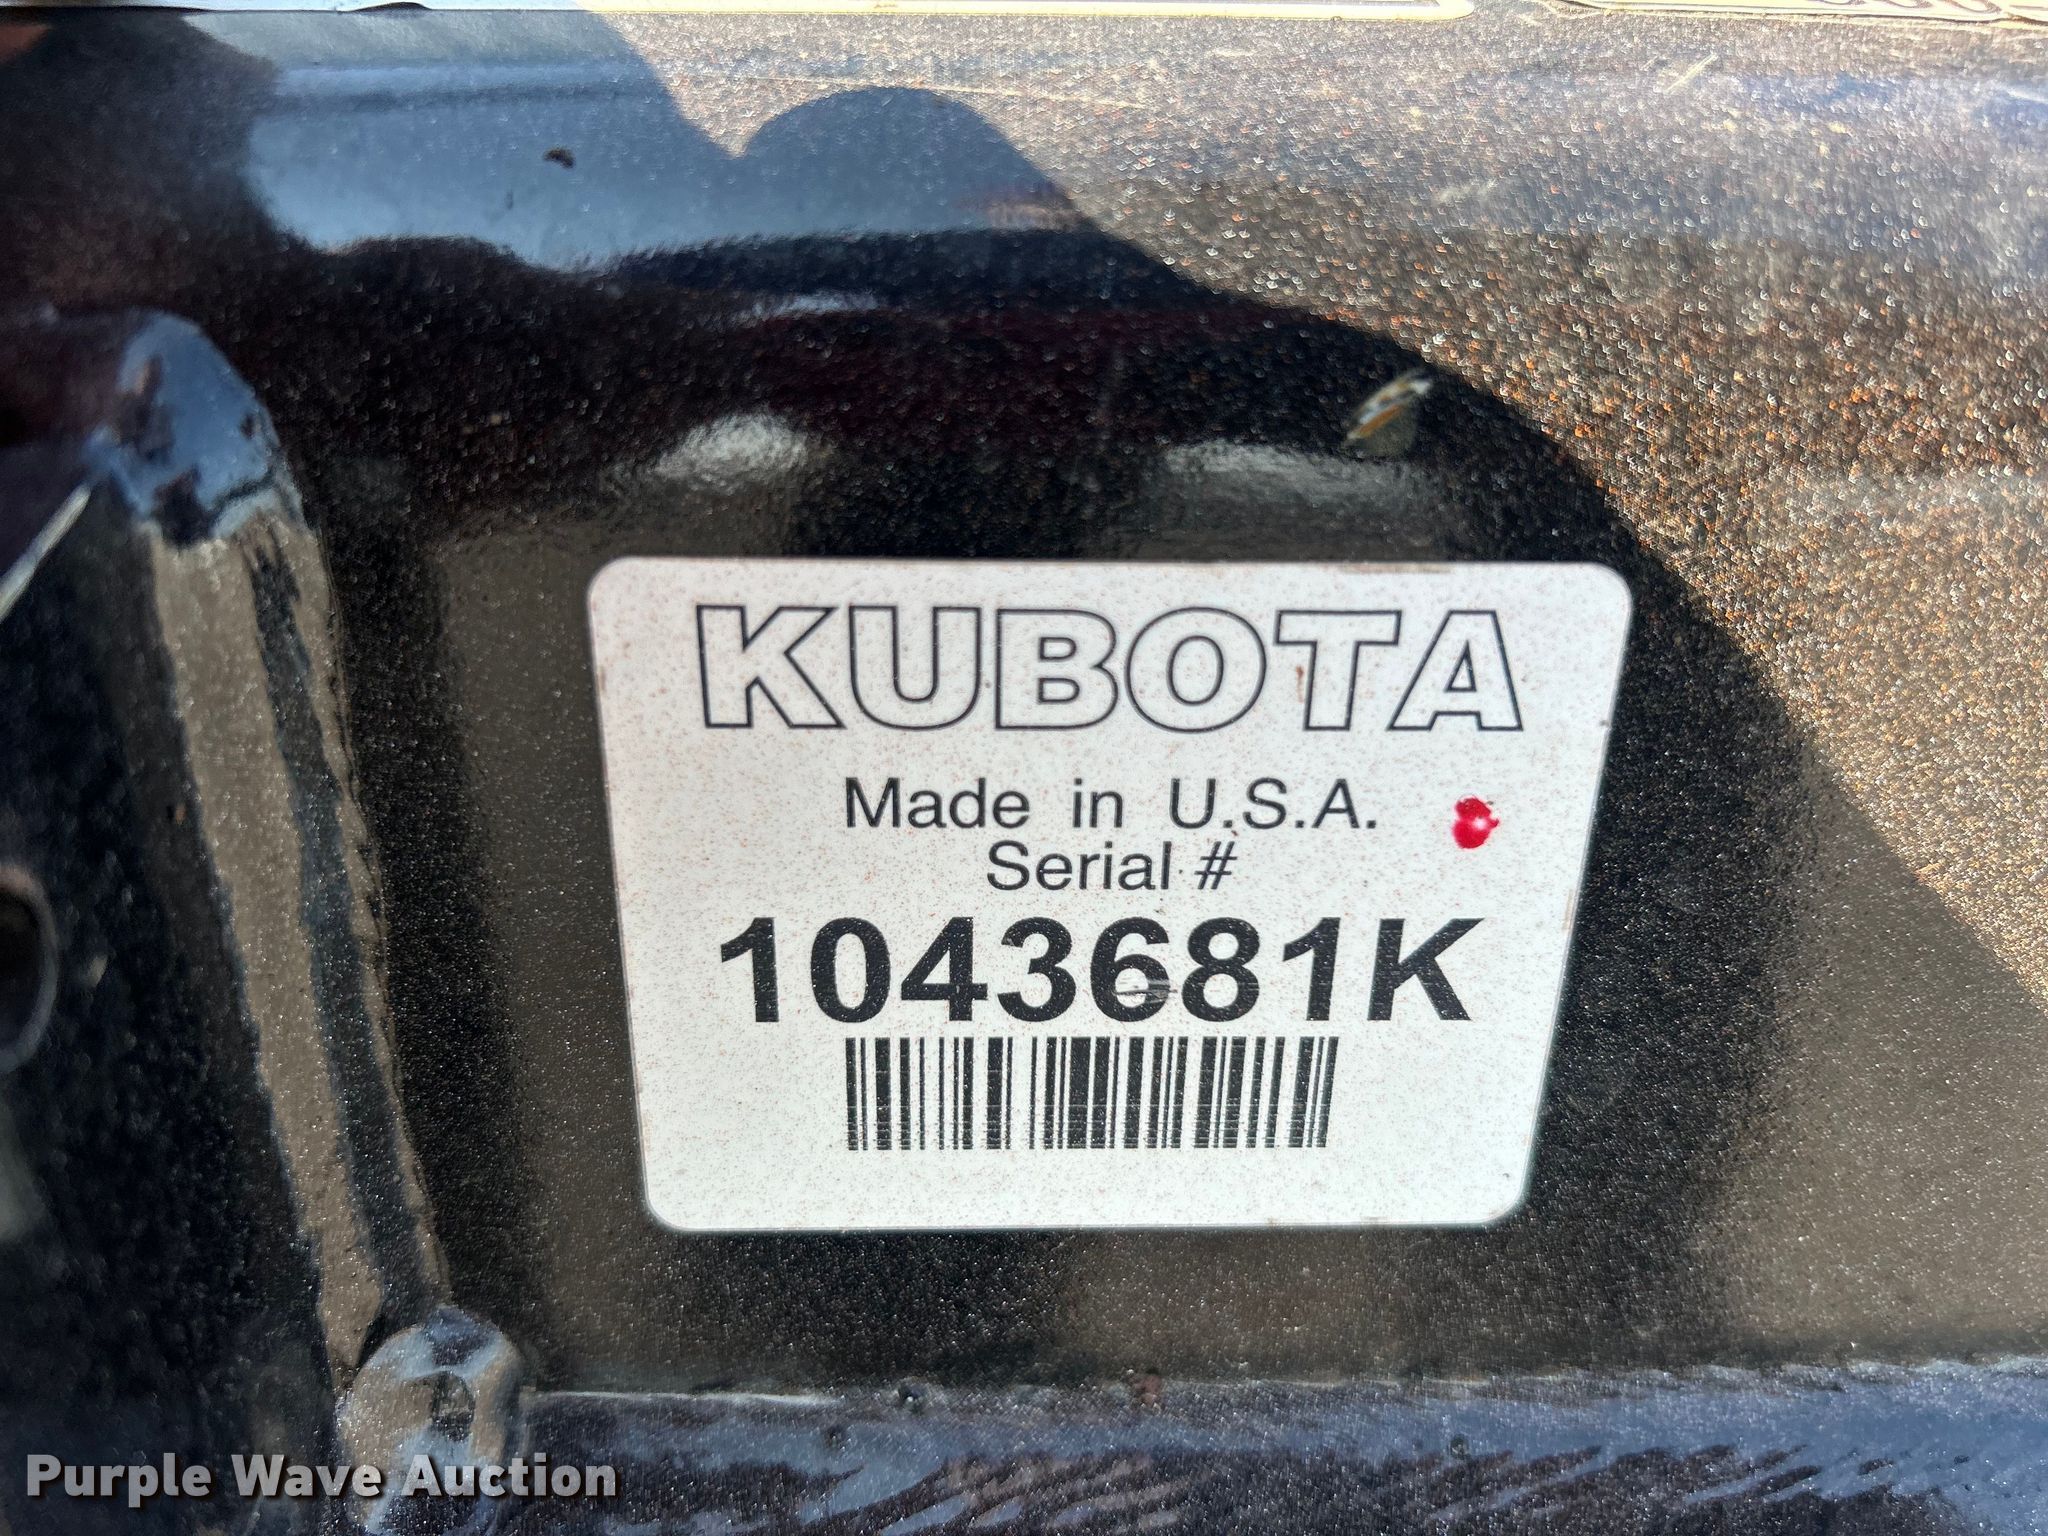 KUBOTA
Made in U.S.A.
Serial #
1043681K
Purple Wave Auction